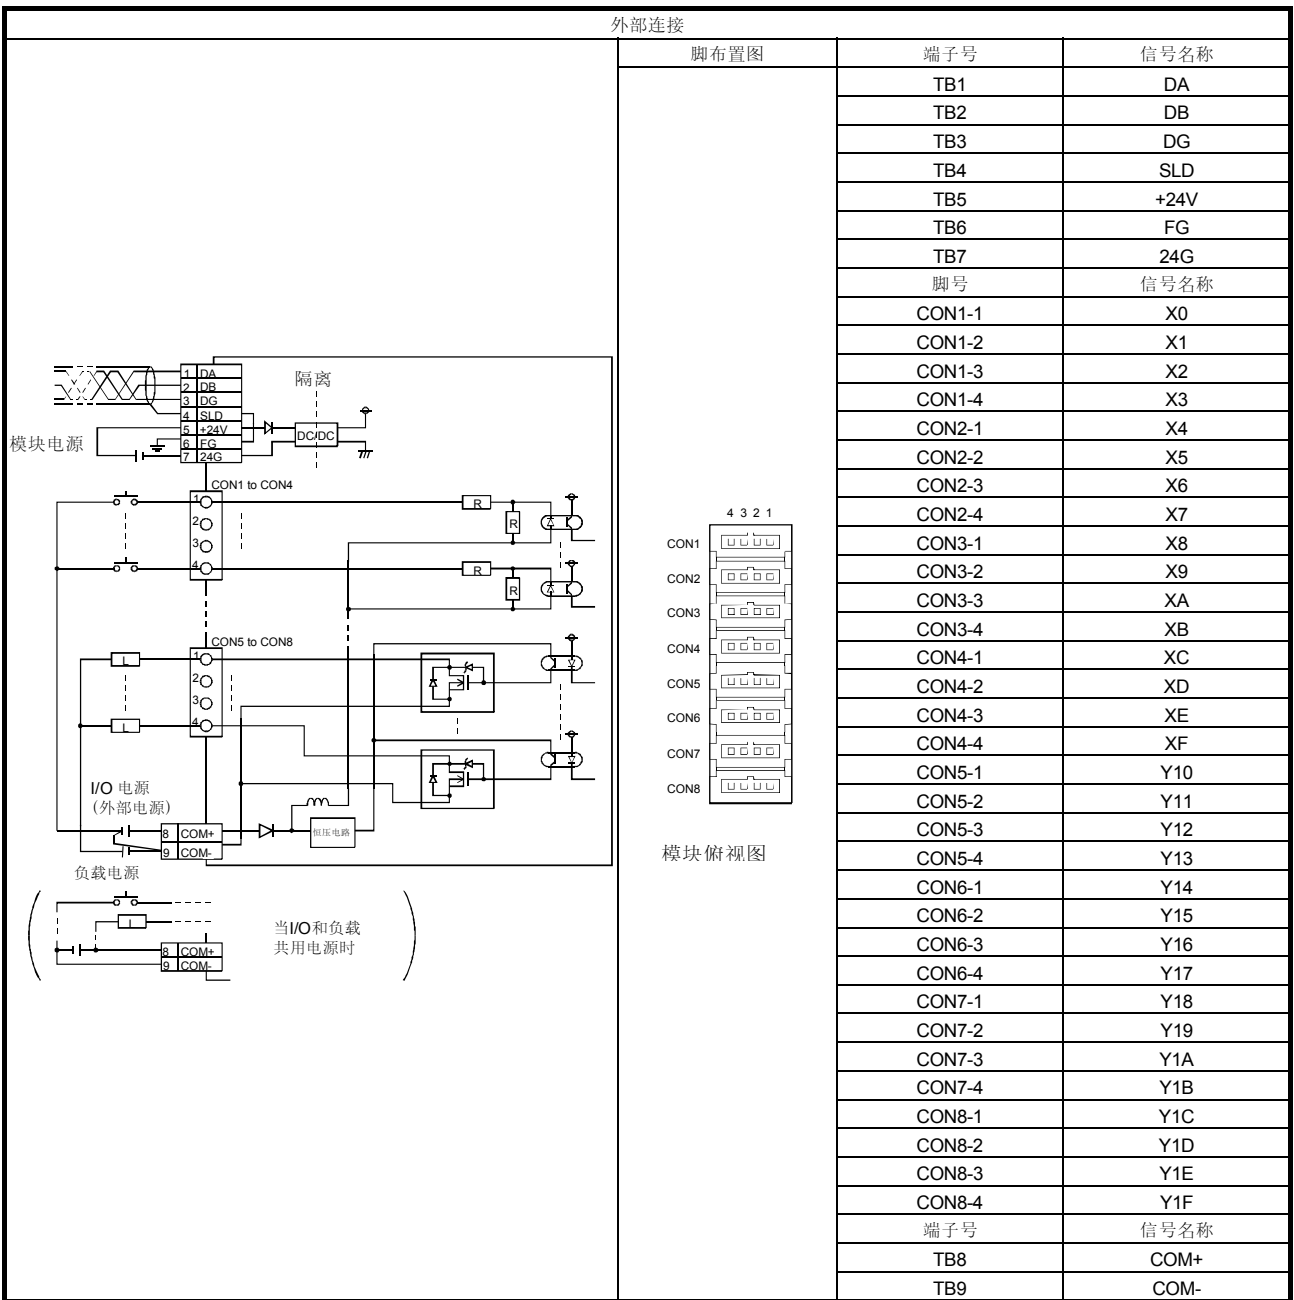 外部连接
脚布置图 端子号 信号名称
TB1 DA
TB2 DB
TB3 DG
TB4 SLD
TB5 +24V
TB6 FG
TB7 24G
脚号 信号名称
CON1-1 X0
CON1-2 X1
CON1-3 X2
CON1-4 X3
CON2-1 X4
CON2-2 X5
CON2-3 X6
CON2-4 X7
CON3-1 X8
CON3-2 X9
CON3-3 XA
CON3-4 XB
CON4-1 XC
CON4-2 XD
CON4-3 XE
CON4-4 XF
CON5-1 Y10
CON5-2 Y11
CON5-3 Y12
CON5-4 Y13
CON6-1 Y14
CON6-2 Y15
CON6-3 Y16
CON6-4 Y17
CON7-1 Y18
CON7-2 Y19
CON7-3 Y1A
CON7-4 Y1B
CON8-1 Y1C
CON8-2 Y1D
CON8-3 Y1E
CON8-4 Y1F
端子号 信号名称
TB8 COM+
TB9 COM-
1 DA
2 DB
3 DG
4 SLD
5 +24V
6 FG
7 24G
隔离
DC/DC
模块电源
CON1 to CON4
1
2
3
4
R
R
R
R
CON5 to CON8
1
2
3
4
L
L
I/O 电源
(外部电源)
8 COM+
9 COM-
恒压电路
负载电源
L
8 COM+
9 COM-
当I/O和负载
共用电源时
4 3 2 1
CON1
CON2
CON3
CON4
CON5
CON6
CON7
CON8
模块俯视图